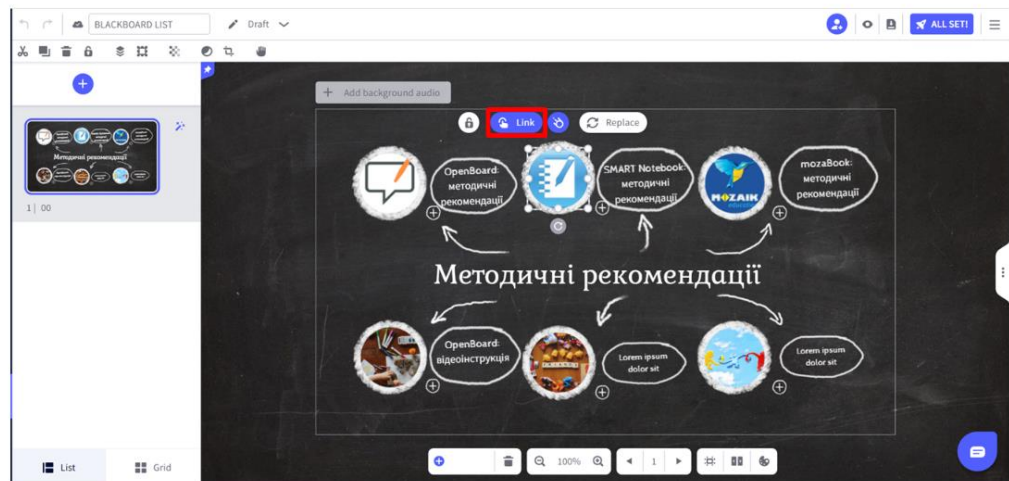 BLACKBOARD LIST
Draft
ALL SET!
Add background audio
Link
Replace
OpenBoard:
методичні
рекомендації
SMART Notebook:
методичні
рекомендації
MOZAIK
education
mozaBook:
методичні
рекомендації
Методичні рекомендації
OpenBoard:
відеоінструкція
Lorem ipsum
dolor sit
Lorem ipsum
dolor sit
Методичні рекомендації
1 | 00
List
Grid
100%
1